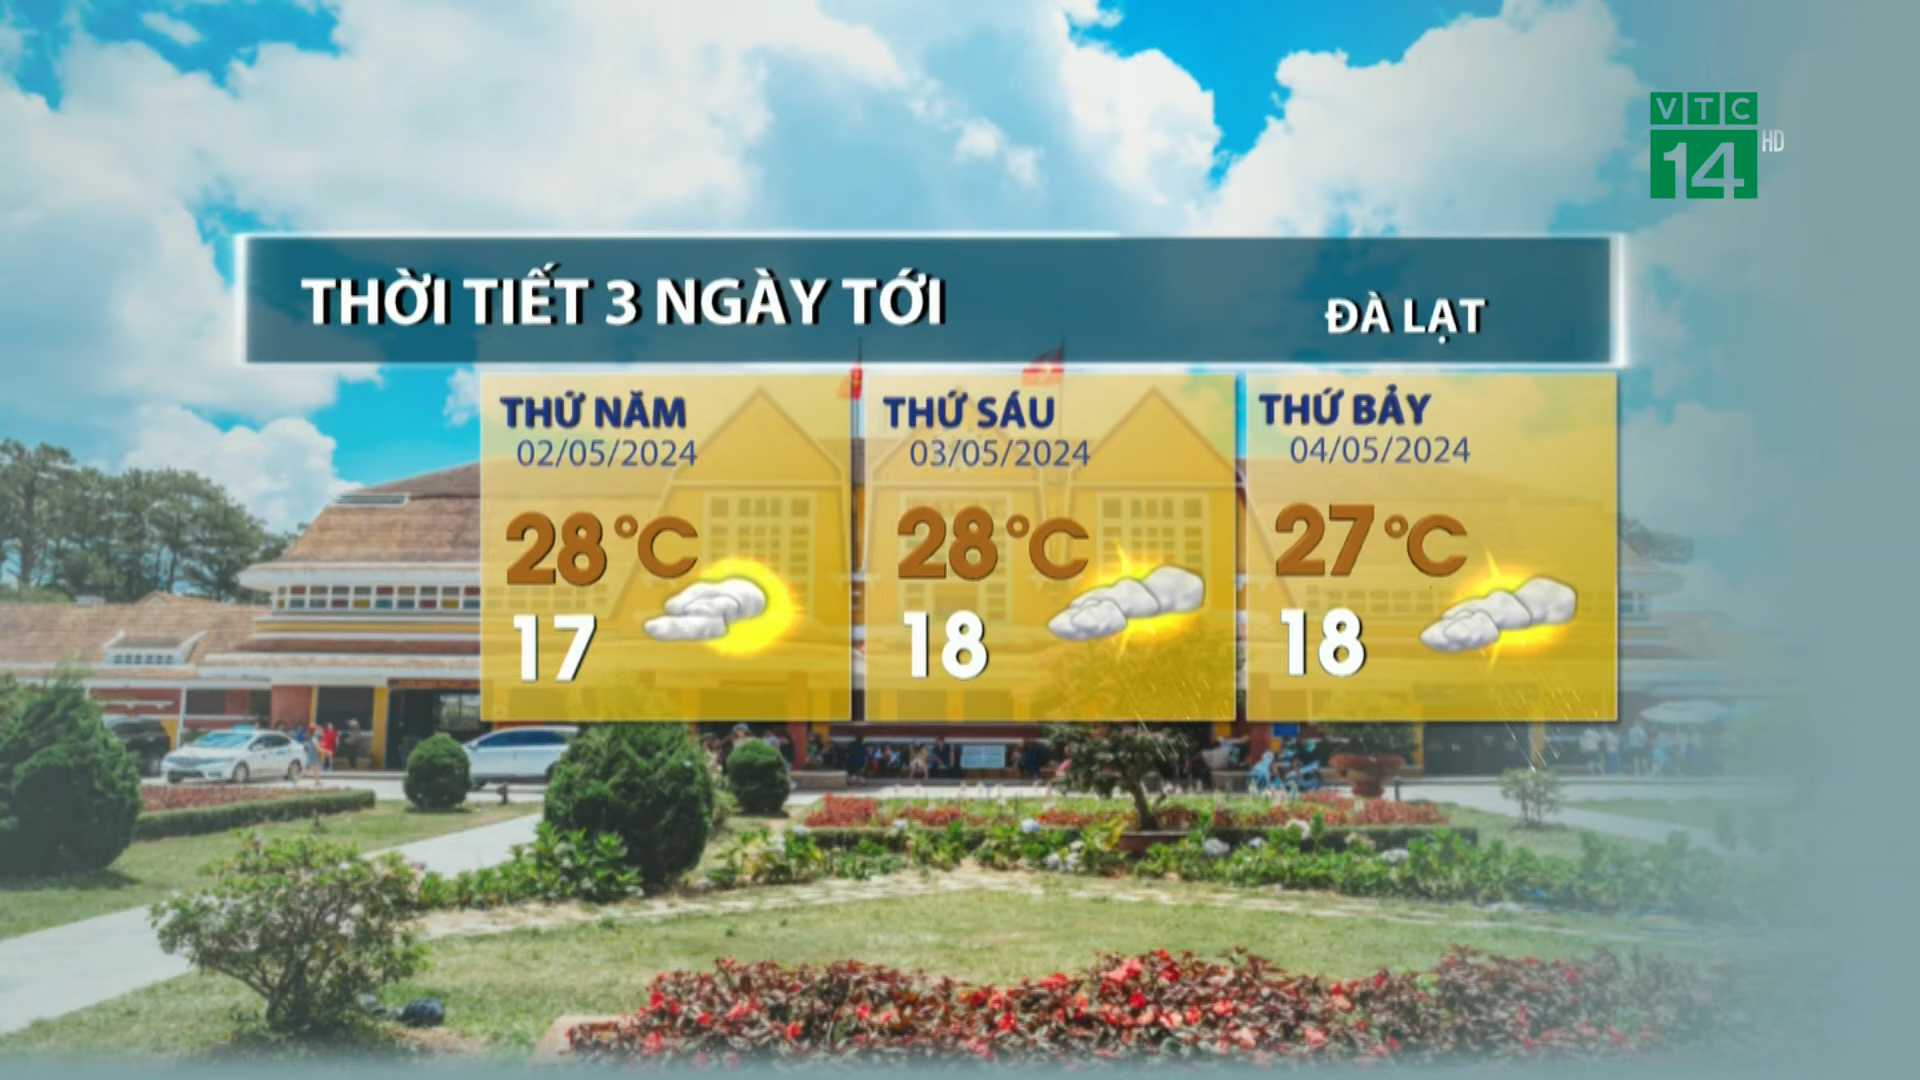 VTC
14 HD
THỜI TIẾT 3 NGÀY TỚI
ĐÀ LẠT
THỨ NĂM
02/05/2024
28°C
17
THỨ SÁU
03/05/2024
28°C
18
THỨ BẢY
04/05/2024
27°C
18